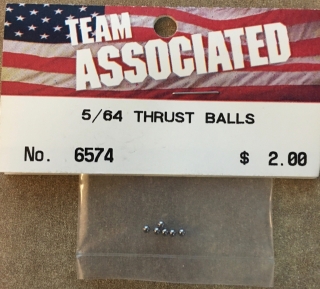 TEAM
ASSOCIATED
5/64 THRUST BALLS
No. 6574 $ 2.00